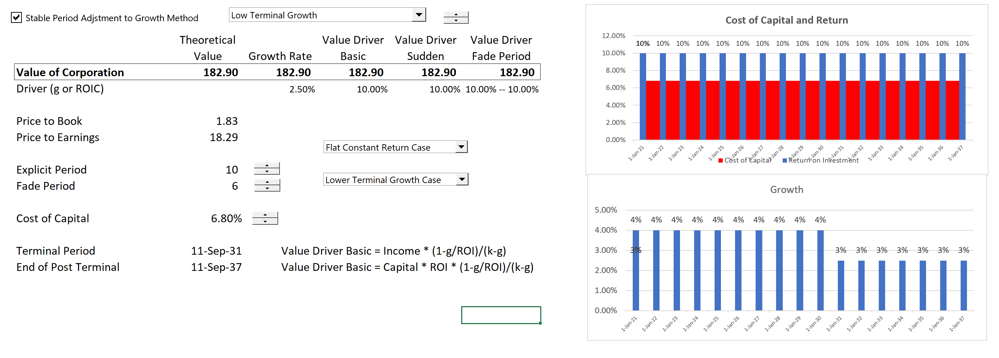 Stable Period Adjstment to Growth Method
Low Terminal Growth
Theoretical Value Driver Value Driver Value Driver
Value Growth Rate Basic Sudden Fade Period
Value of Corporation 182.90 182.90 182.90 182.90 182.90
Driver (g or ROIC) 2.50% 10.00% 10.00% 10.00% -- 10.00%
Price to Book 1.83
Price to Earnings 18.29
Flat Constant Return Case
Explicit Period 10
Lower Terminal Growth Case
Fade Period 6
Cost of Capital 6.80%
Terminal Period 11-Sep-31 Value Driver Basic = Income * (1-g/ROI)/(k-g)
End of Post Terminal 11-Sep-37 Value Driver Basic = Capital * ROI * (1-g/ROI)/(k-g)
Cost of Capital and Return
12.00%
10% 10% 10% 10% 10% 10% 10% 10% 10% 10% 10% 10% 10% 10% 10% 10% 10%
10.00%
8.00%
6.00%
4.00%
2.00%
0.00%
1-Jan-21 1-Jan-22 1-Jan-23 1-Jan-24 1-Jan-25 1-Jan-26 1-Jan-27 1-Jan-28 1-Jan-29 1-Jan-30 1-Jan-31 1-Jan-32 1-Jan-33 1-Jan-34 1-Jan-35 1-Jan-36 1-Jan-37
Cost of Capital Return on Investment
Growth
5.00%
4% 4% 4% 4% 4% 4% 4% 4% 4% 4%
4.00%
3.00% 3% 3% 3% 3% 3% 3% 3% 3%
2.00%
1.00%
0.00%
1-Jan-21 1-Jan-22 1-Jan-23 1-Jan-24 1-Jan-25 1-Jan-26 1-Jan-27 1-Jan-28 1-Jan-29 1-Jan-30 1-Jan-31 1-Jan-32 1-Jan-33 1-Jan-34 1-Jan-35 1-Jan-36 1-Jan-37